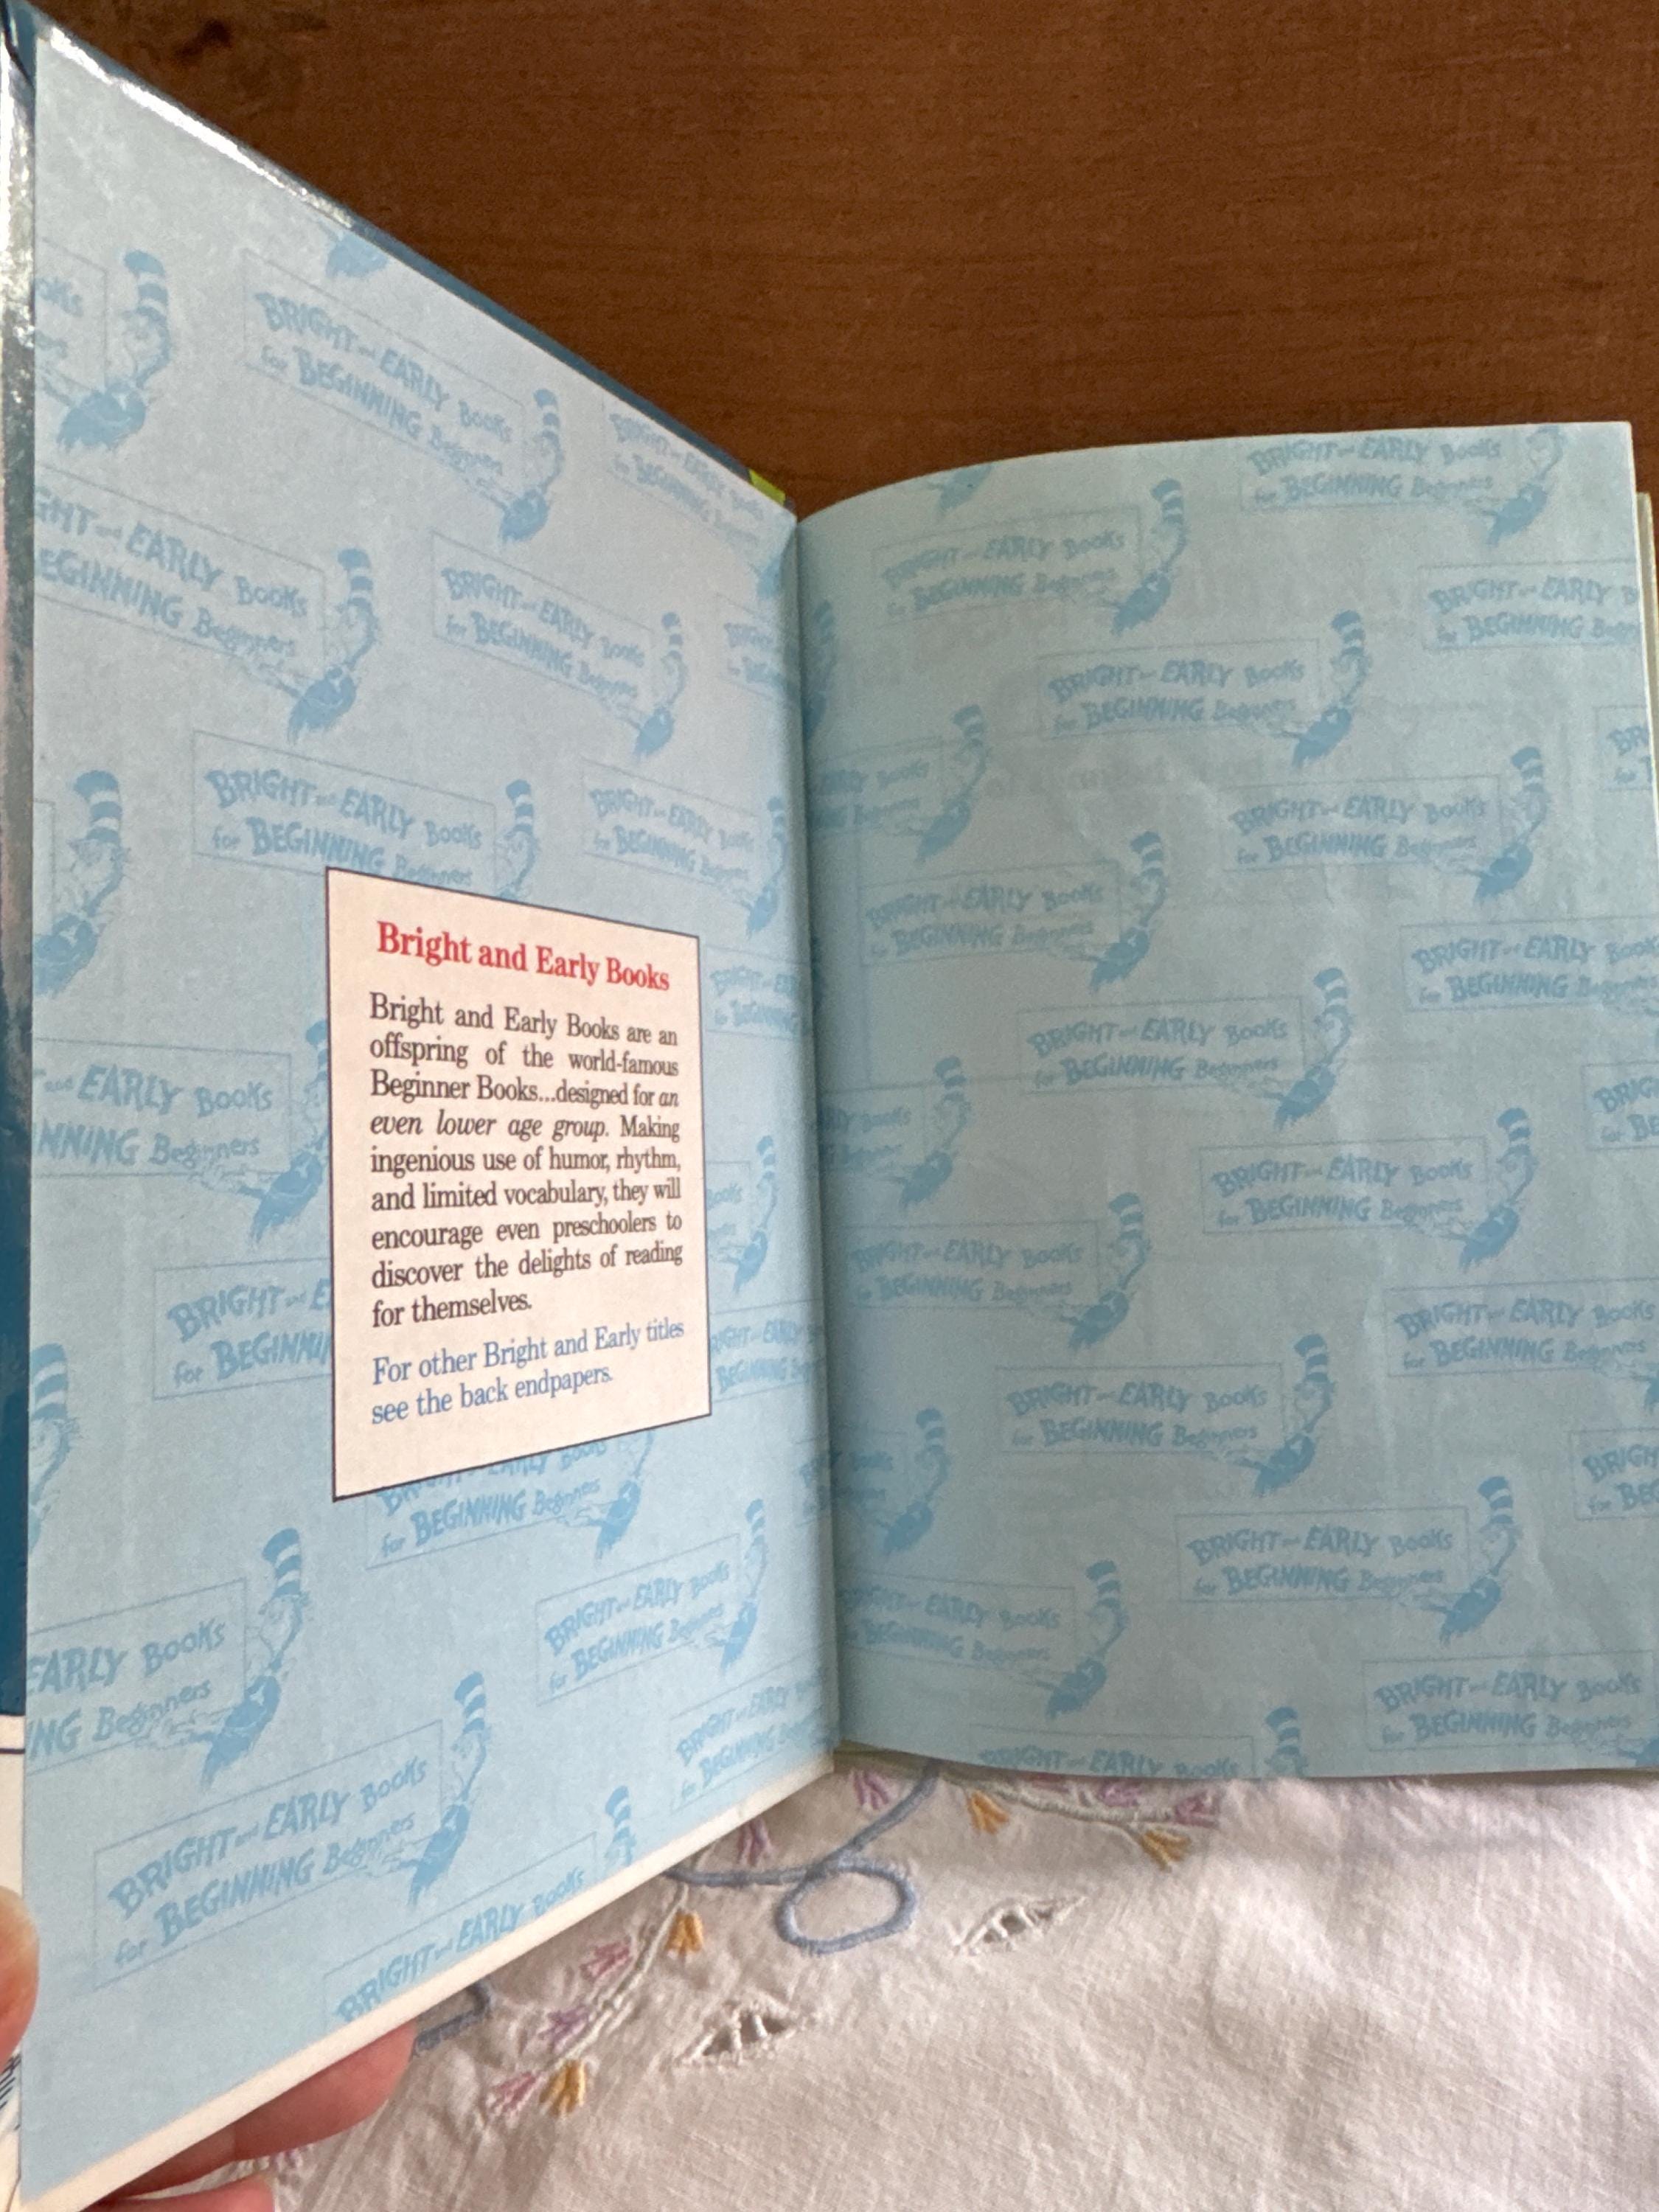 Bright and Early Books
Bright and Early Books are an
offspring of the world-famous
Beginner Books...designed for an
even lower age group. Making
ingenious use of humor, rhythm,
and limited vocabulary, they will
encourage even preschoolers to
discover the delights of reading
for themselves.
For other Bright and Early titles
see the back endpapers.
BRIGHT and EARLY Books
for BEGINNING Beginners